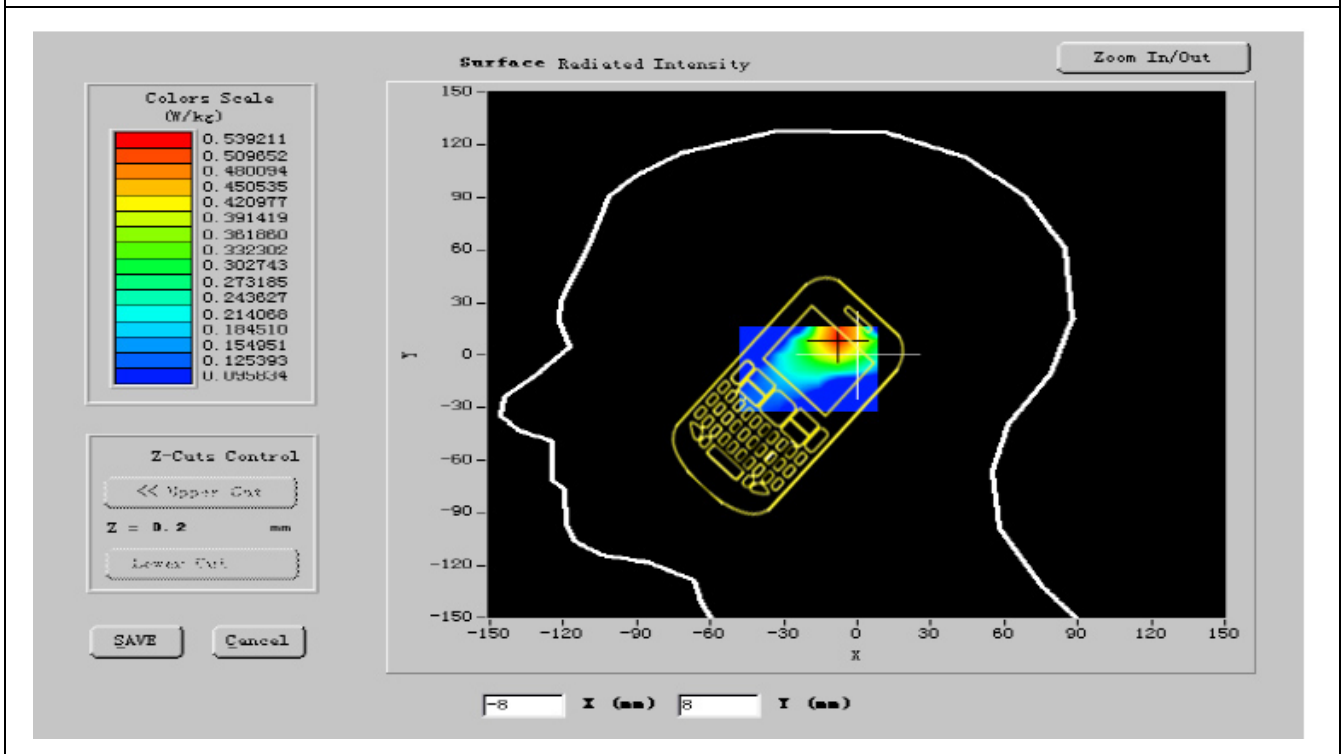 Surface Radiated Intensity
Zoom In/Out
Colors Scale
(W/kg)
0.539211
0.509652
0.480094
0.450535
0.420977
0.391419
0.361860
0.332302
0.302743
0.273185
0.243627
0.214068
0.184510
0.154951
0.125393
0.095834
Z-Cuts Control
<< Upper Cut
Z = 0.2 mm
Lower Cut
SAVE
Cancel
150
120
90
60
30
0
-30
-60
-90
-120
-150
Y
-150 -120 -90 -60 -30 0 30 60 90 120 150
X
-8 X (mm) 8 Y (mm)